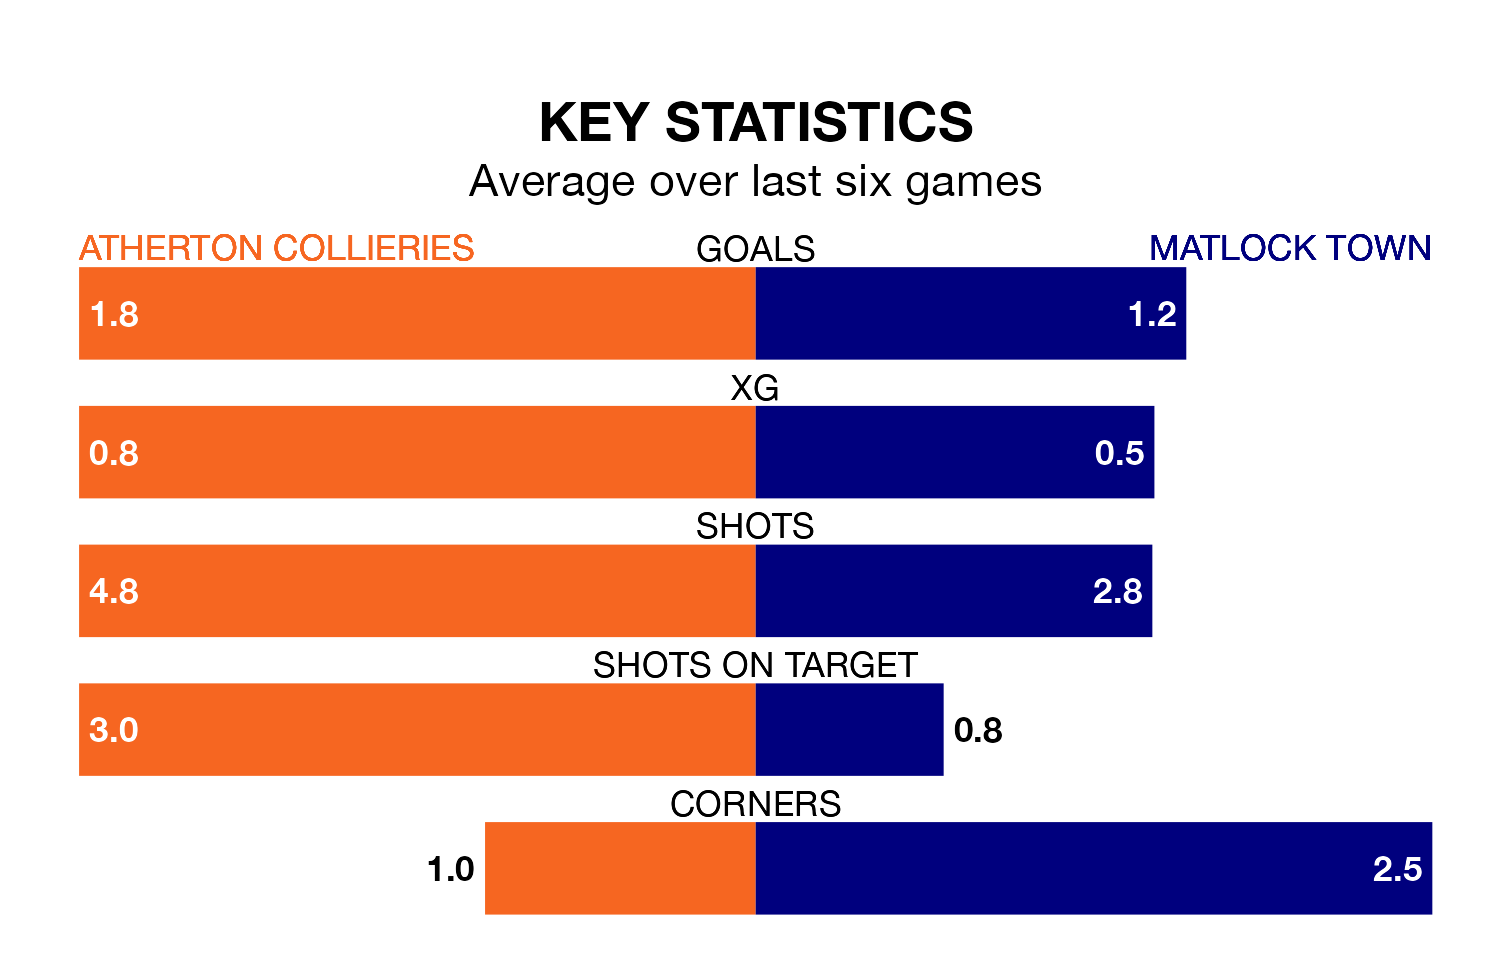 KEY STATISTICS
Average over last six games
ATHERTON COLLIERIES GOALS MATLOCK TOWN
1.8 1.2
XG
0.8 0.5
SHOTS
4.8 2.8
SHOTS ON TARGET
3.0 0.8
CORNERS
1.0 2.5